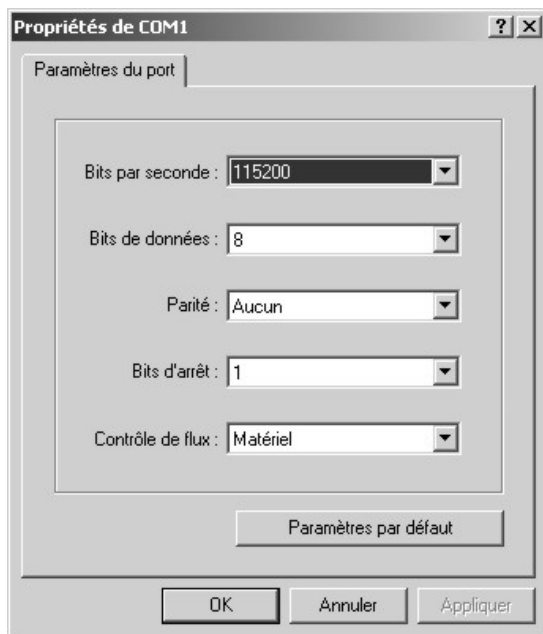 Propriétés de COM1
Paramètres du port
Bits par seconde : 115200
Bits de données : 8
Parité : Aucun
Bits d'arrêt : 1
Contrôle de flux : Matériel
Paramètres par défaut
OK Annuler Appliquer